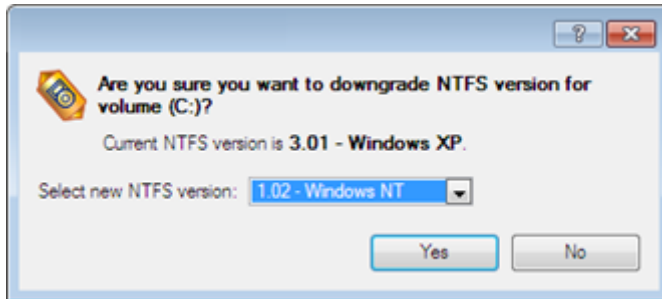 Are you sure you want to downgrade NTFS version for
volume (C:)?
Current NTFS version is 3.01 - Windows XP.
Select new NTFS version: 1.02 - Windows NT
Yes No